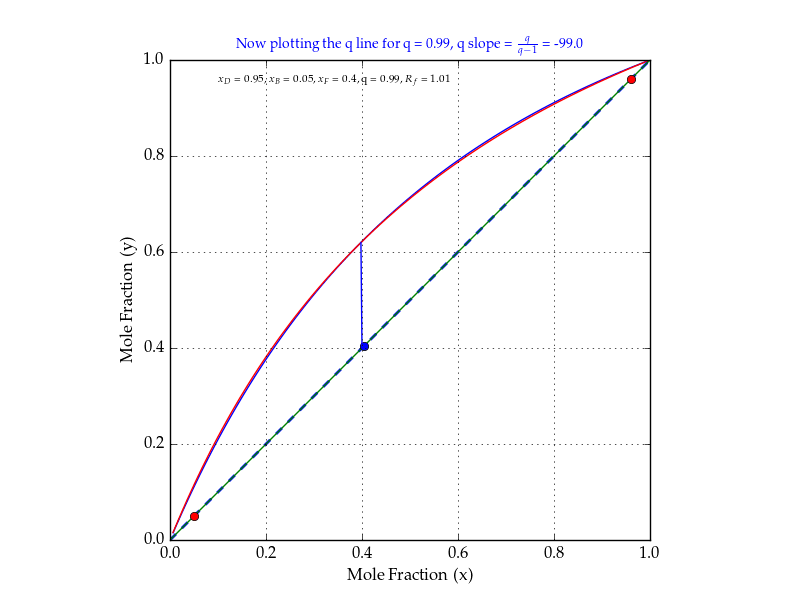 Now plotting the q line for q = 0.99, q slope = q/q−1 = -99.0
x_D = 0.95, x_B = 0.05, x_F = 0.4, q = 0.99, R_f = 1.01
1.0
0.8
0.6
0.4
0.2
0.0
Mole Fraction (y)
0.0 0.2 0.4 0.6 0.8 1.0
Mole Fraction (x)